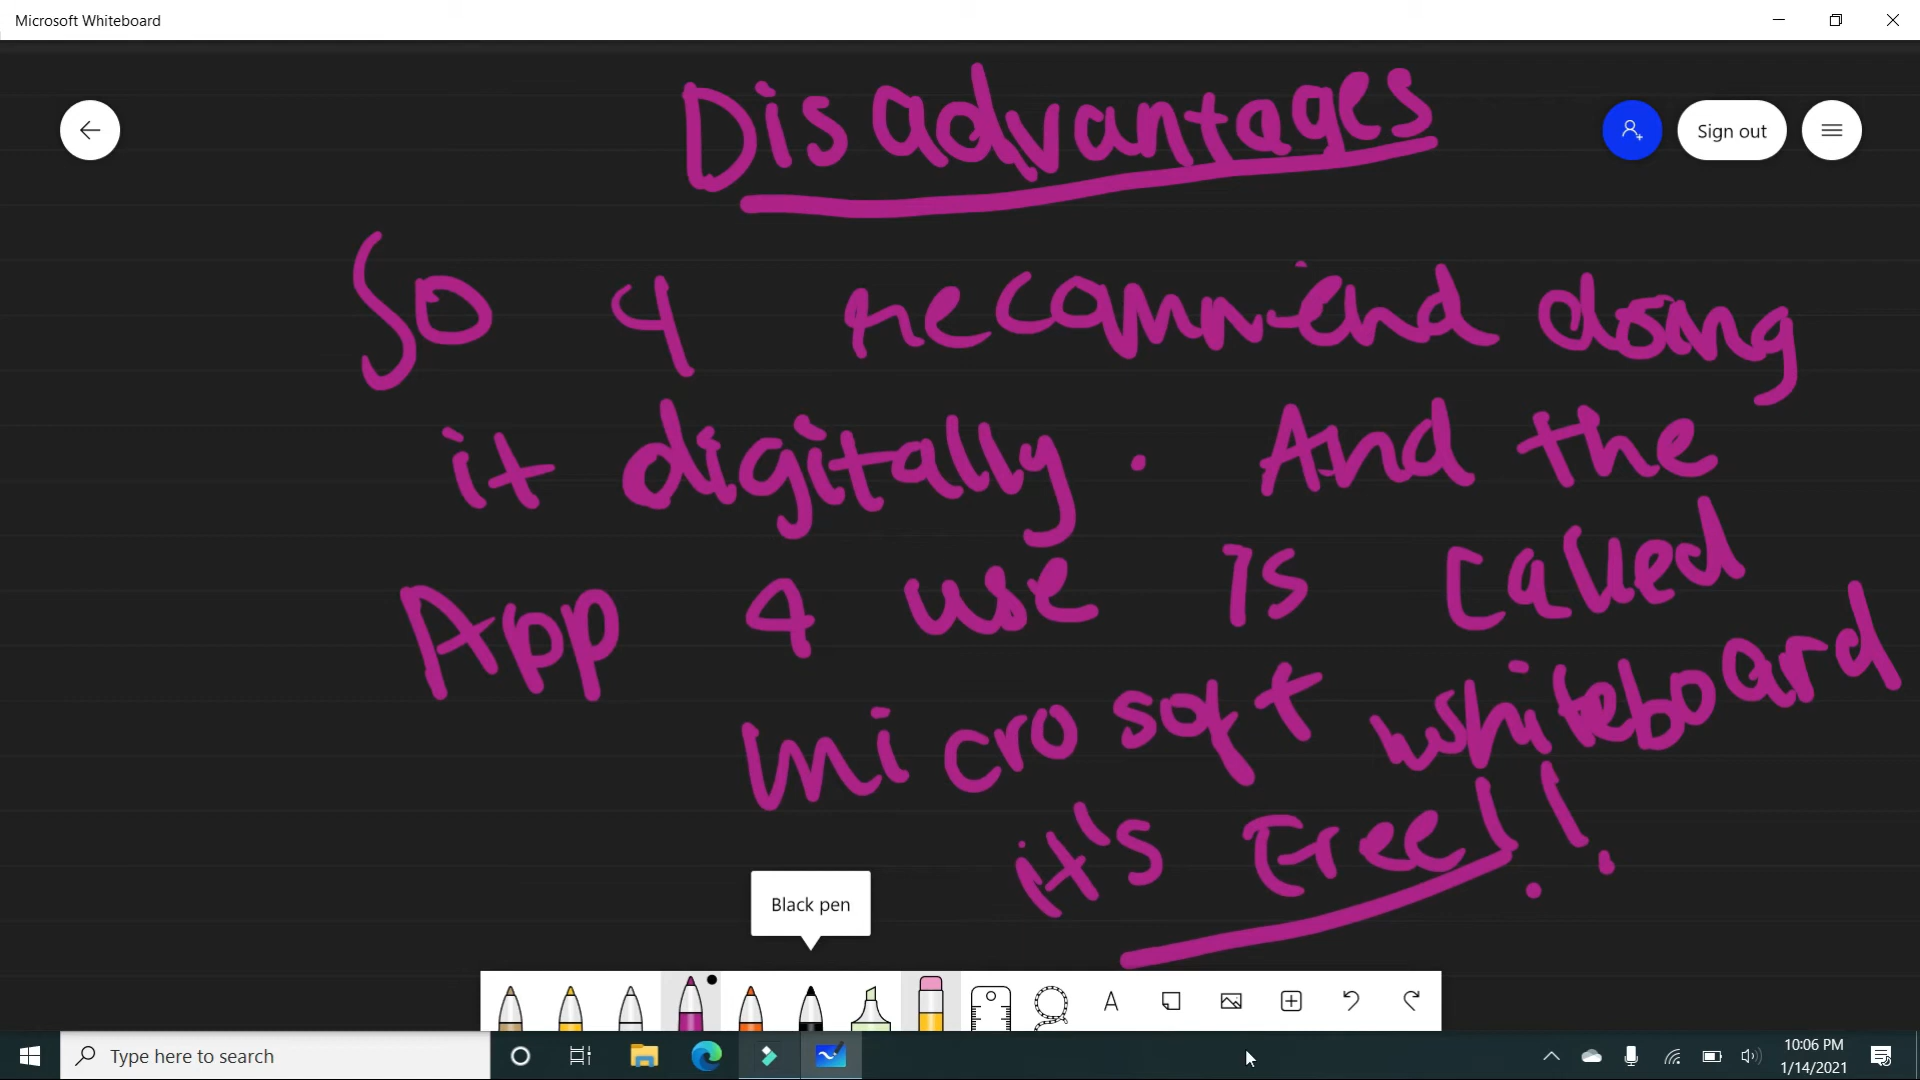 Microsoft Whiteboard
Disadvantages
Sign out
So I recommend doing
it digitally. And the
App I use is called
microsoft whiteboard
it's Free!!
Black pen
Type here to search
10:06 PM
1/14/2021